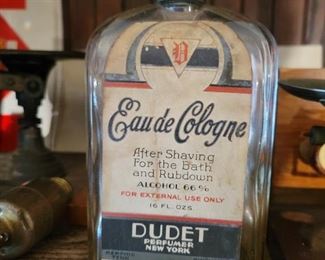 D
Eau de Cologne
After Shaving
For the Bath
and Rubdown
ALCOHOL 66%
FOR EXTERNAL USE ONLY
16 FL. OZS.
DUDET
PERFUMER
NEW YORK